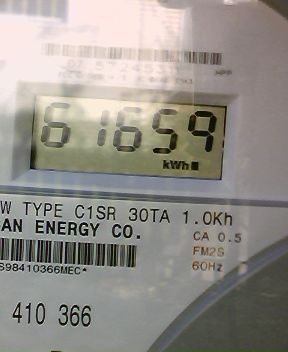 61659
kWh
W TYPE C1SR 30TA 1.0Kh
AN ENERGY CO.
CA 0.5
FM2S
60Hz
S98410366MEC*
410 366